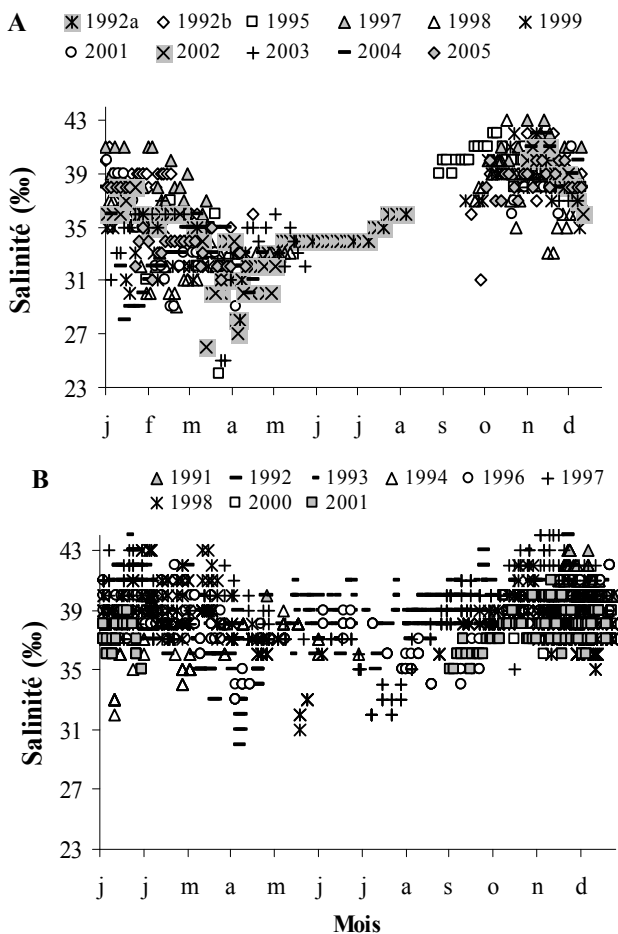 A
1992a 1992b 1995 1997 1998 1999
2001 2002 2003 2004 2005
Salinité (‰)
43
39
35
31
27
23
j f m a m j j a s o n d
B
1991 1992 1993 1994 1996 1997
1998 2000 2001
Salinité (‰)
43
39
35
31
27
23
j j m a m j j a s o n d
Mois